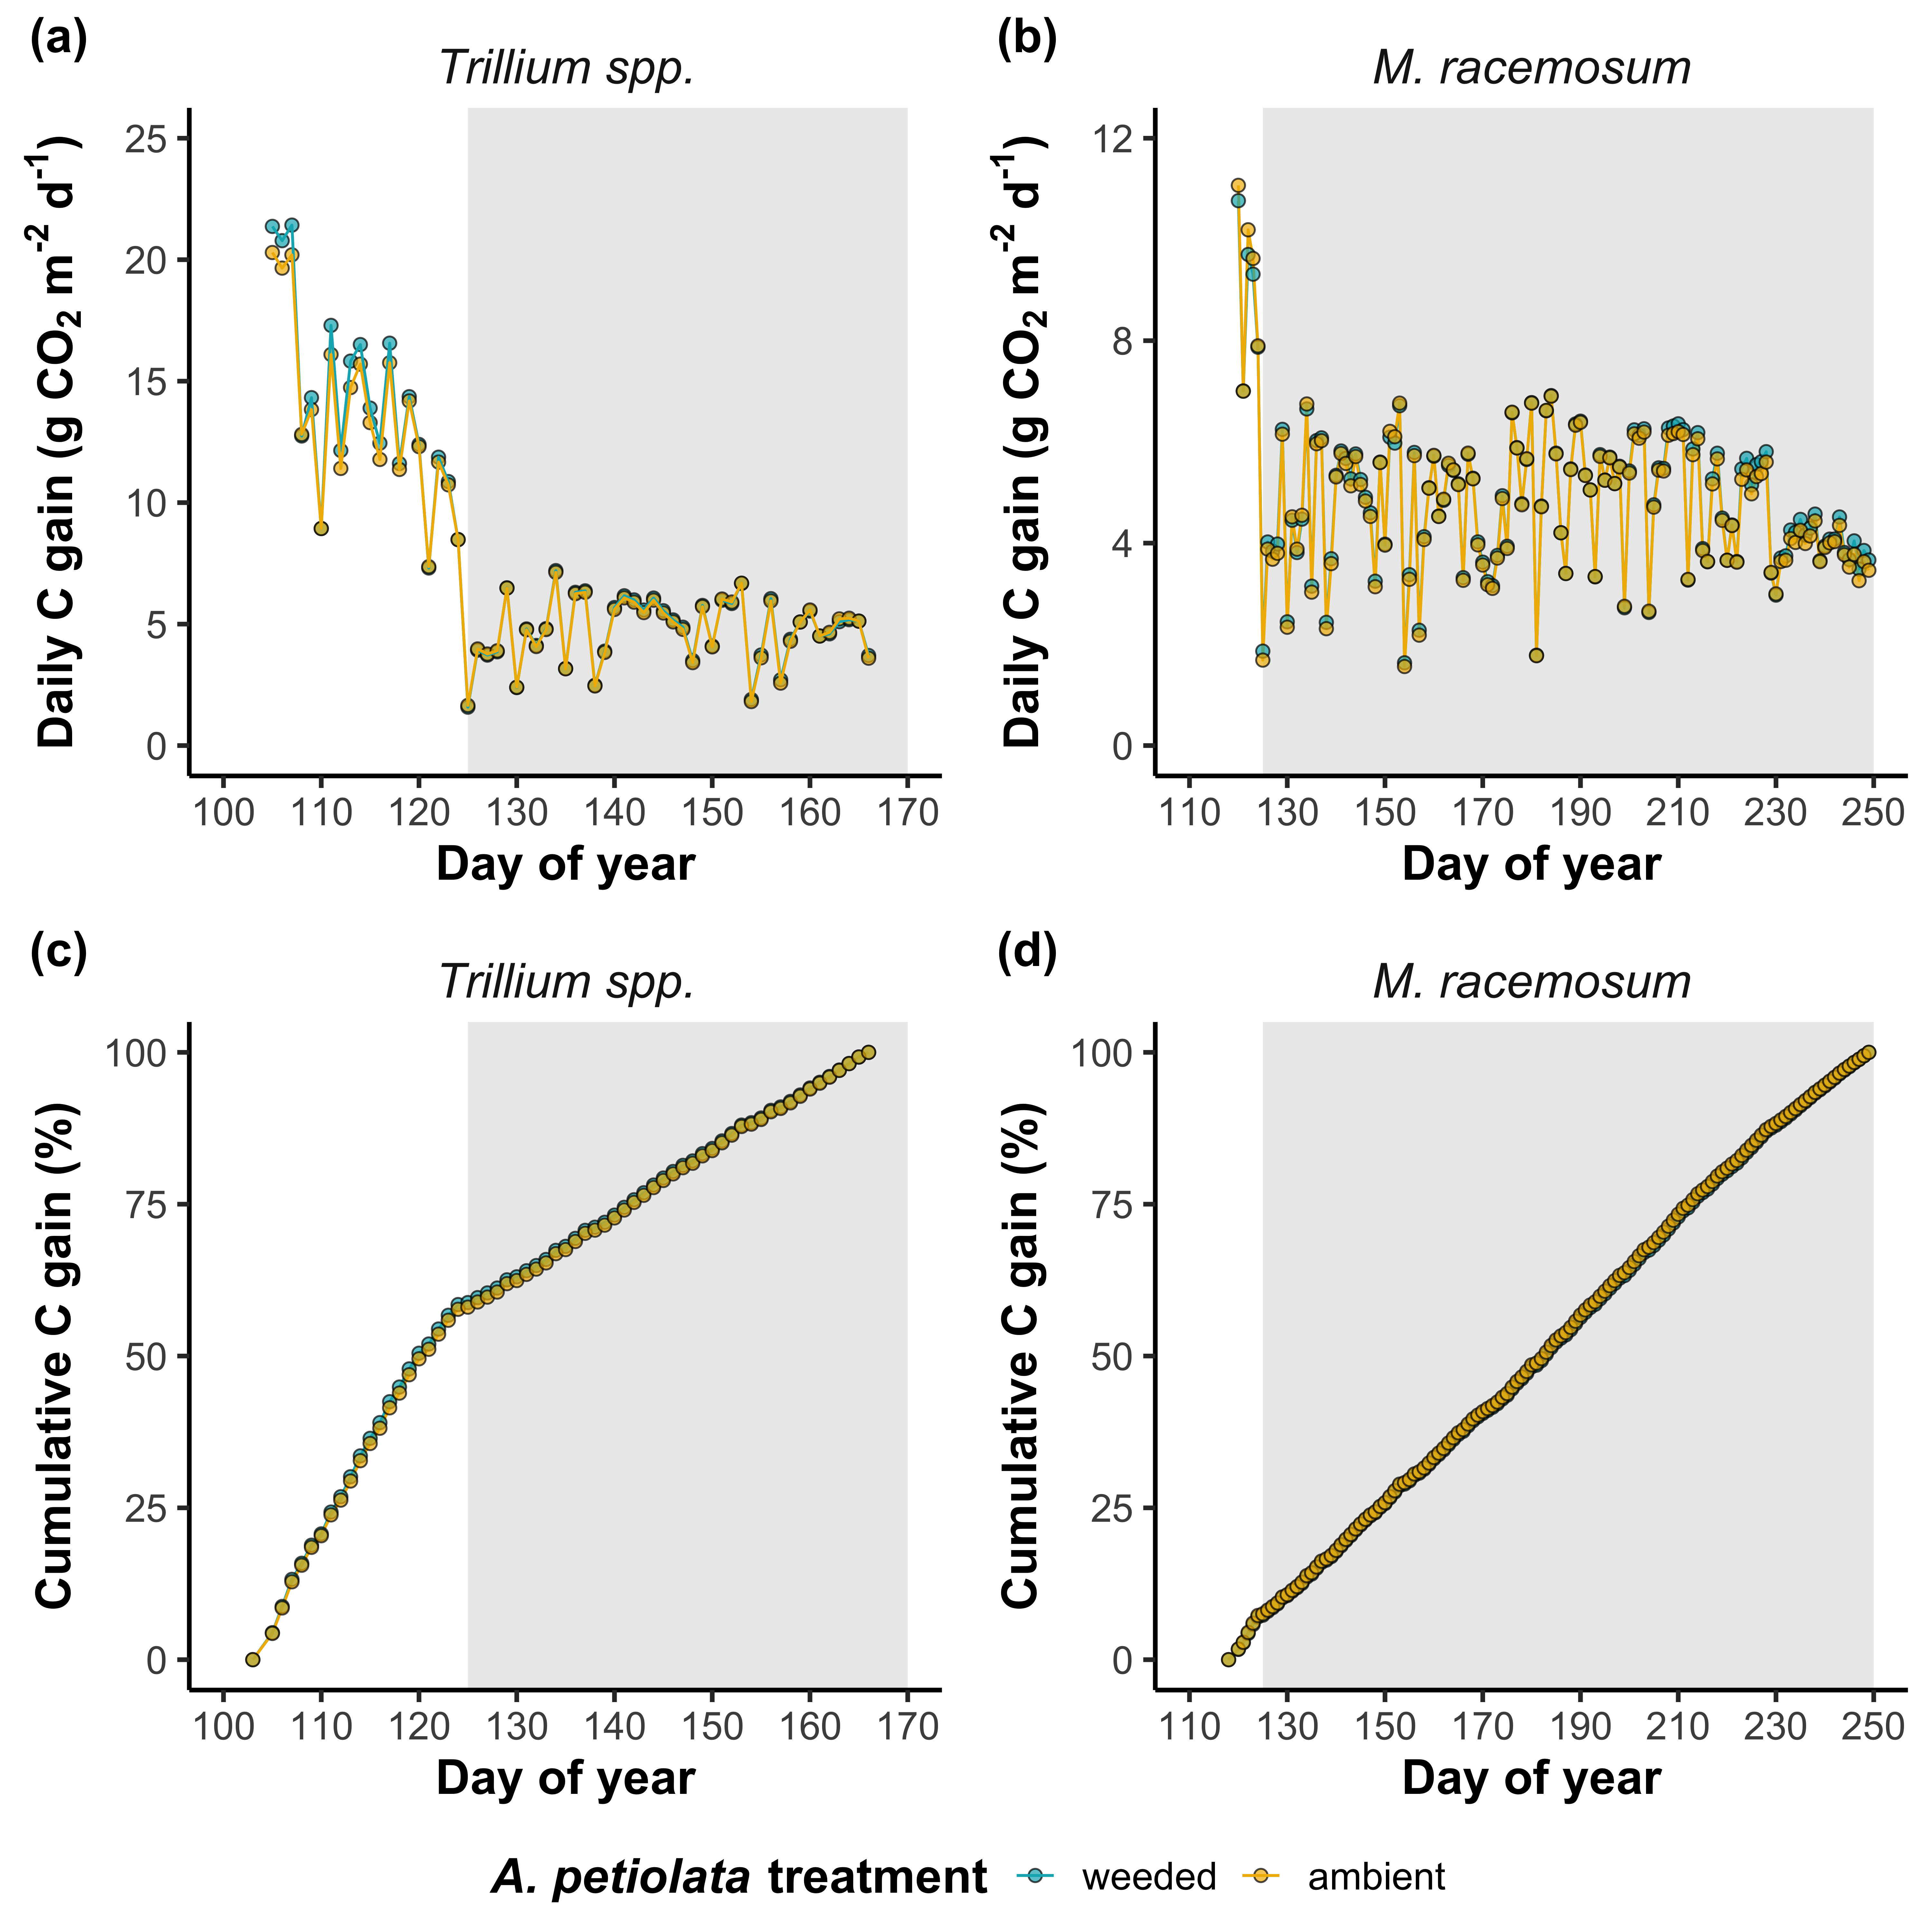 (a)
Trillium spp.
Daily C gain (g CO₂ m⁻² d⁻¹)
25
20
15
10
5
0
100 110 120 130 140 150 160 170
Day of year
(b)
M. racemosum
Daily C gain (g CO₂ m⁻² d⁻¹)
12
8
4
0
110 130 150 170 190 210 230 250
Day of year
(c)
Trillium spp.
Cumulative C gain (%)
100
75
50
25
0
100 110 120 130 140 150 160 170
Day of year
(d)
M. racemosum
Cumulative C gain (%)
100
75
50
25
0
110 130 150 170 190 210 230 250
Day of year
A. petiolata treatment weeded ambient